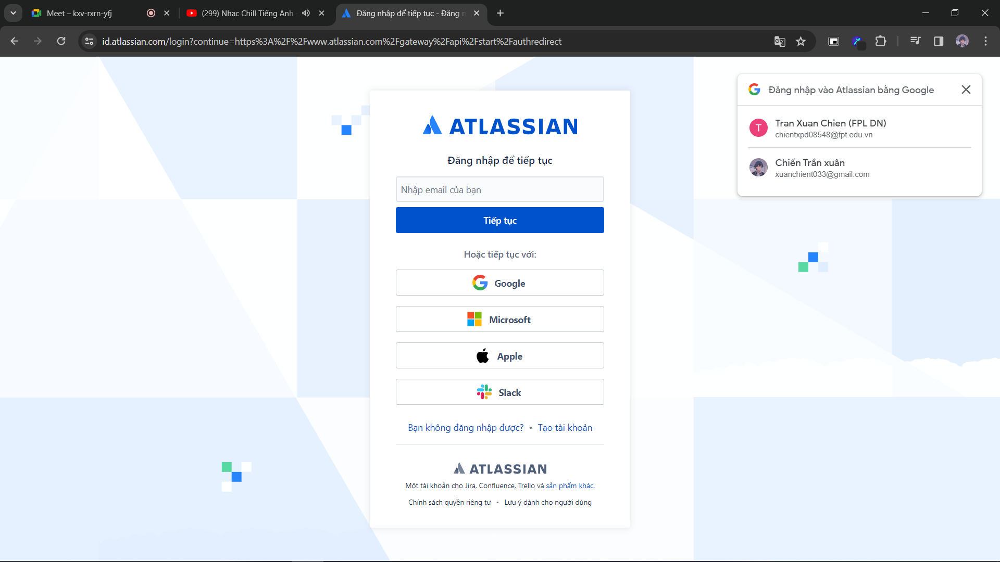 Meet – kxv-rxrn-yfj
(299) Nhạc Chill Tiếng Anh
Đăng nhập để tiếp tục - Đăng n
id.atlassian.com/login?continue=https%3A%2F%2Fwww.atlassian.com%2Fgateway%2Fapi%2Fstart%2Fauthredirect
ATLASSIAN
Đăng nhập để tiếp tục
Nhập email của bạn
Tiếp tục
Hoặc tiếp tục với:
Google
Microsoft
Apple
Slack
Bạn không đăng nhập được? • Tạo tài khoản
ATLASSIAN
Một tài khoản cho Jira, Confluence, Trello và sản phẩm khác.
Chính sách quyền riêng tư • Lưu ý dành cho người dùng
Đăng nhập vào Atlassian bằng Google
T
Tran Xuan Chien (FPL DN)
chientxpd08548@fpt.edu.vn
Chiến Trần xuân
xuanchient033@gmail.com